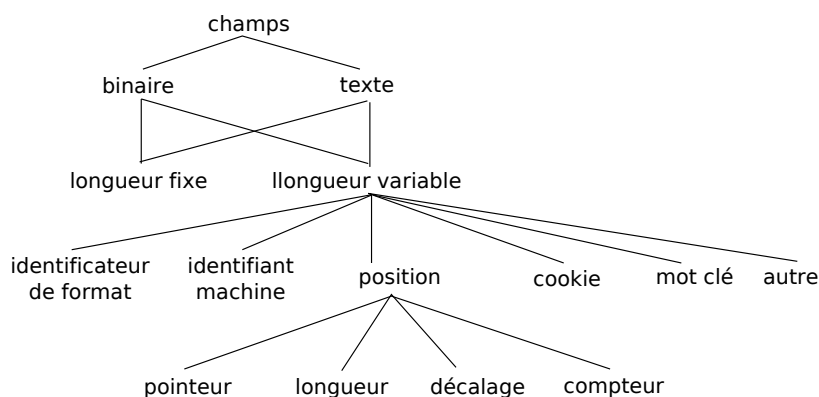 champs
binaire
texte
longueur fixe
llongueur variable
identificateur
de format
identifiant
machine
position
cookie
mot clé
autre
pointeur
longueur
décalage
compteur